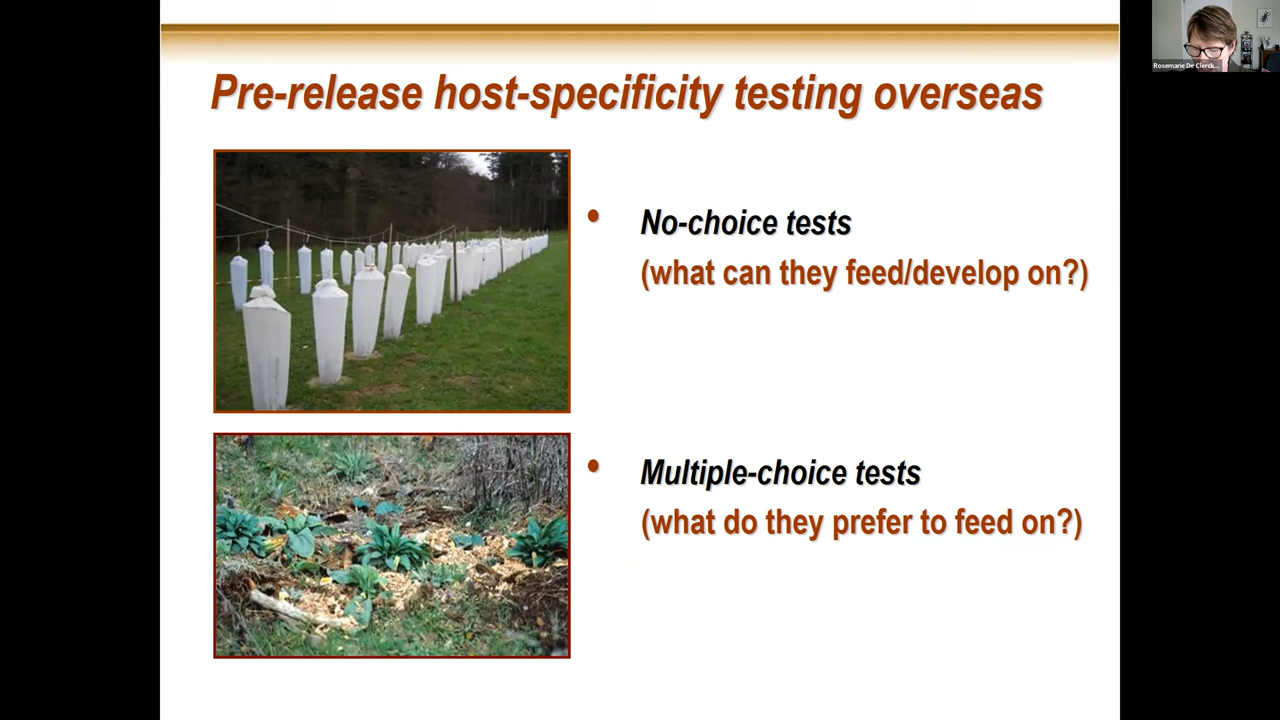 Rosemarie De Clerck...
Pre-release host-specificity testing overseas
• No-choice tests
(what can they feed/develop on?)
• Multiple-choice tests
(what do they prefer to feed on?)